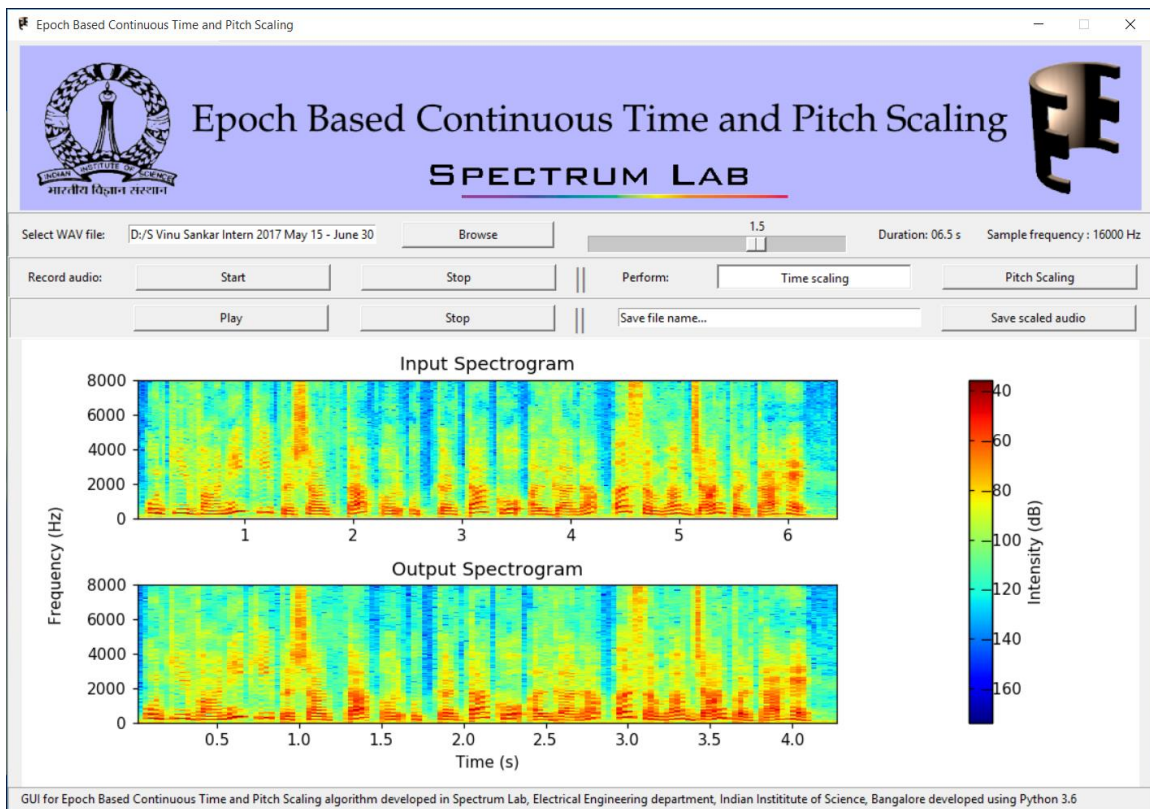 Epoch Based Continuous Time and Pitch Scaling
INDIAN INSTITUTE OF SCIENCE
भारतीय विज्ञान संस्थान
Epoch Based Continuous Time and Pitch Scaling
SPECTRUM LAB
Select WAV file:
D:/S Vinu Sankar Intern 2017 May 15 - June 30
Browse
1.5
Duration: 06.5 s
Sample frequency : 16000 Hz
Record audio:
Start
Stop
||
Perform:
Time scaling
Pitch Scaling
Play
Stop
||
Save file name...
Save scaled audio
Input Spectrogram
8000
6000
4000
2000
0
1 2 3 4 5 6
Output Spectrogram
8000
6000
4000
2000
0
0.5 1.0 1.5 2.0 2.5 3.0 3.5 4.0
Time (s)
Frequency (Hz)
40
60
80
100
120
140
160
Intensity (dB)
GUI for Epoch Based Continuous Time and Pitch Scaling algorithm developed in Spectrum Lab, Electrical Engineering department, Indian Instititute of Science, Bangalore developed using Python 3.6